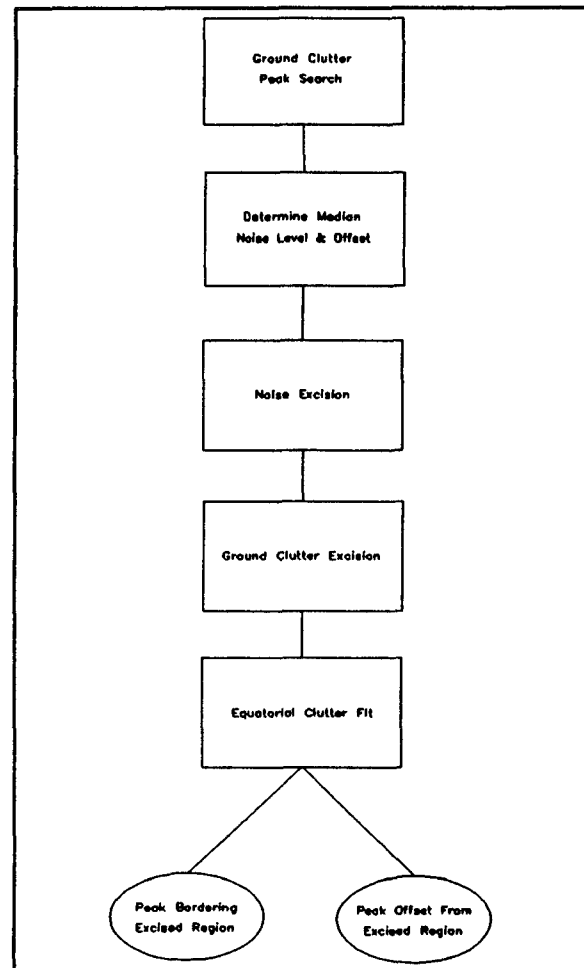 Ground Clutter
Peak Search
Determine Median
Noise Level & Offset
Noise Excision
Ground Clutter Excision
Equatorial Clutter Fit
Peak Bordering
Excised Region
Peak Offset From
Excised Region